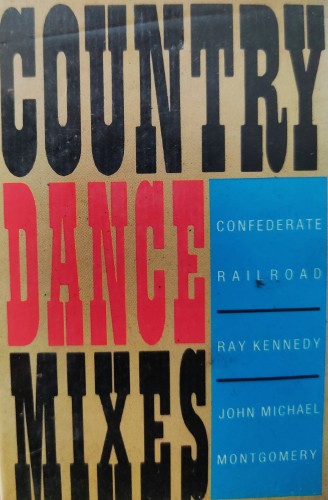 COUNTRY
DANCE
MIXES
CONFEDERATE
RAILROAD
RAY KENNEDY
JOHN MICHAEL
MONTGOMERY